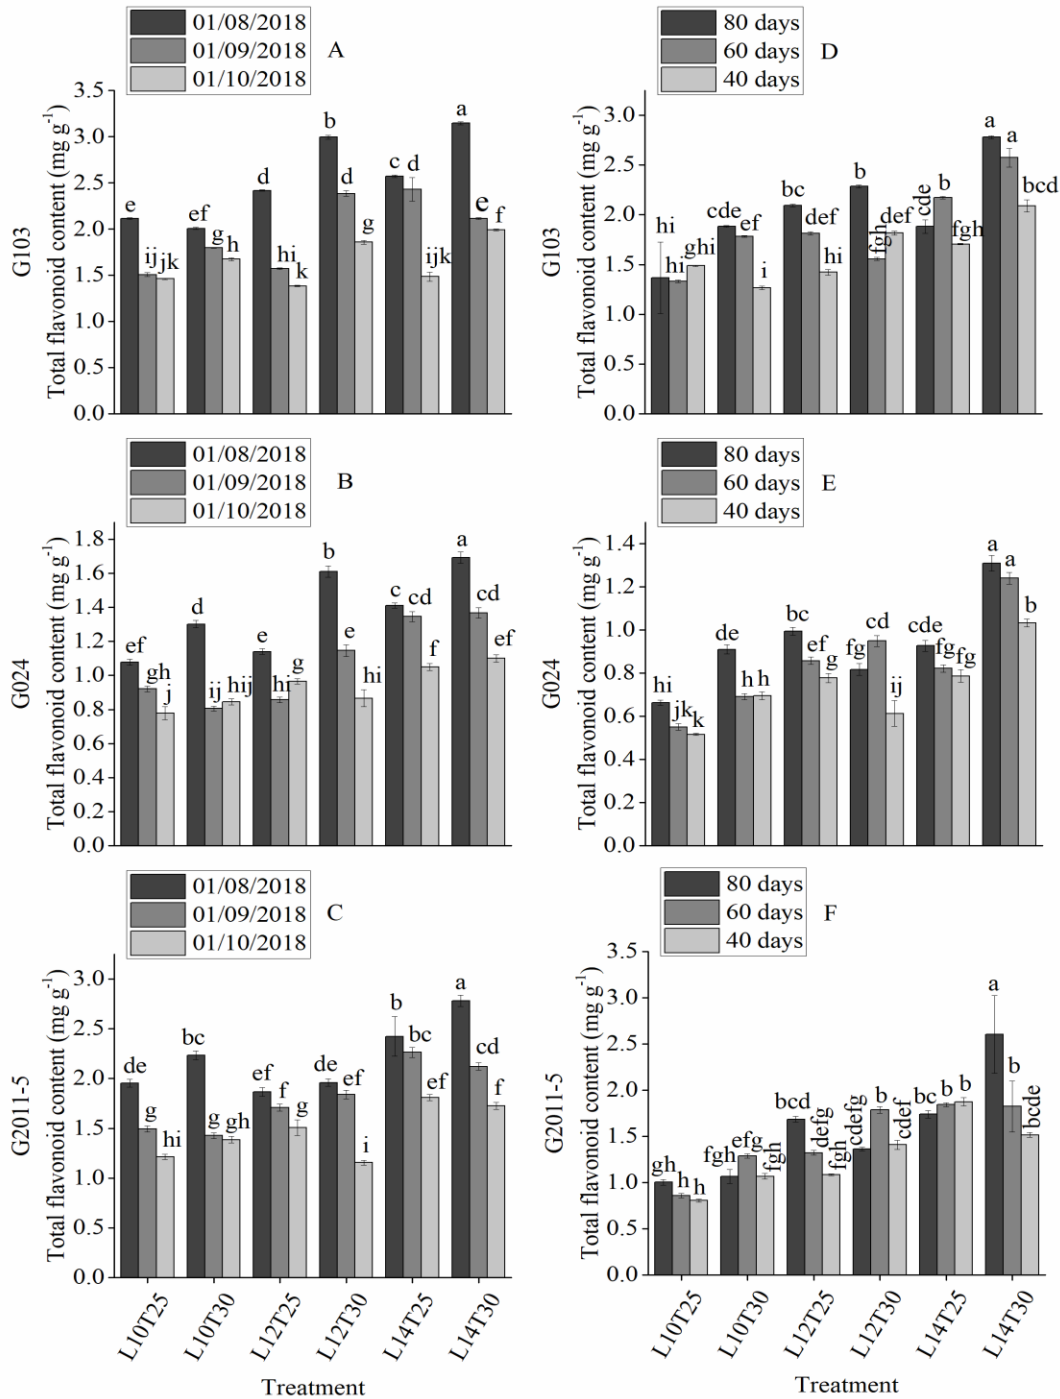 01/08/2018
01/09/2018
01/10/2018
A
G103
Total flavonoid content (mg g-1)
3.5
3.0
2.5
2.0
1.5
1.0
0.5
0.0
e ij jk
ef g h
d hi k
b d g
c d ijk
a e f
80 days
60 days
40 days
D
G103
Total flavonoid content (mg g-1)
3.0
2.5
2.0
1.5
1.0
0.5
0.0
hi hi ghi
cde ef i
bc def hi
b fgh def
cde b fgh
a a bcd
01/08/2018
01/09/2018
01/10/2018
B
G024
Total flavonoid content (mg g-1)
1.8
1.6
1.4
1.2
1.0
0.8
0.6
0.4
0.2
0.0
ef gh j
d ij hij
e hi g
b e hi
c cd f
a cd ef
80 days
60 days
40 days
E
G024
Total flavonoid content (mg g-1)
1.4
1.2
1.0
0.8
0.6
0.4
0.2
0.0
hi jk k
de h h
bc ef g
fg cd ij
cde fg fg
a a b
01/08/2018
01/09/2018
01/10/2018
C
G2011-5
Total flavonoid content (mg g-1)
3.0
2.5
2.0
1.5
1.0
0.5
0.0
de g hi
bc g gh
ef f g
de ef i
b bc ef
a cd f
L10T25
L10T30
L12T25
L12T30
L14T25
L14T30
Treatment
80 days
60 days
40 days
F
G2011-5
Total flavonoid content (mg g-1)
3.5
3.0
2.5
2.0
1.5
1.0
0.5
0.0
gh h h
fgh efg fgh
bcd defg fgh
cdefg b cdef
bc b b
a b bcde
L10T25
L10T30
L12T25
L12T30
L14T25
L14T30
Treatment